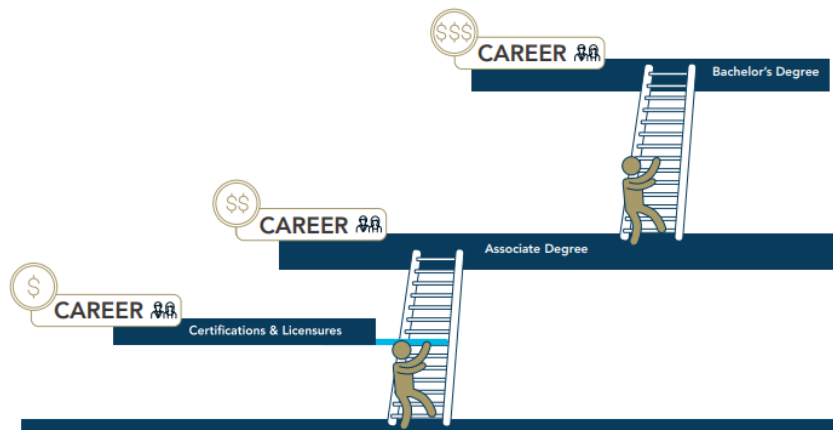 $$$
CAREER
Bachelor's Degree
$$
CAREER
Associate Degree
$
CAREER
Certifications & Licensures